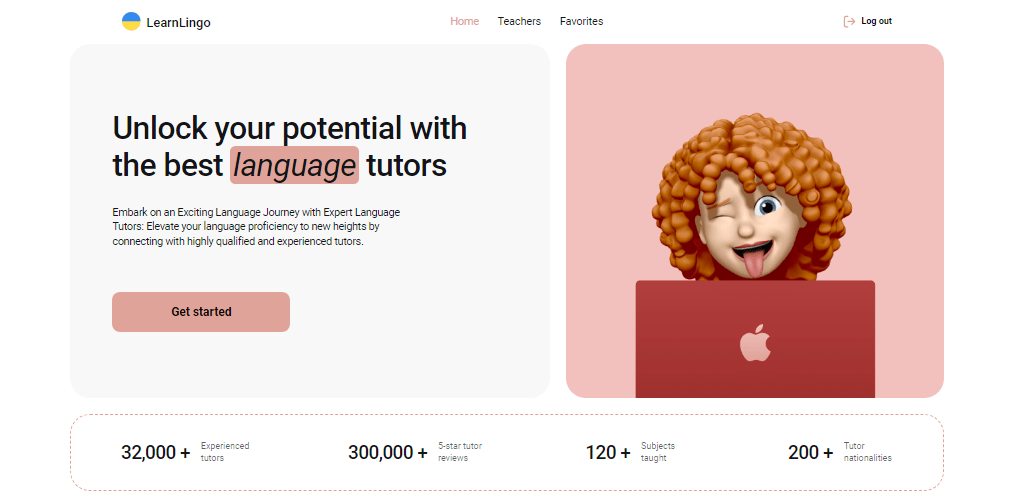 LearnLingo
Home Teachers Favorites
Log out
Unlock your potential with
the best language tutors
Embark on an Exciting Language Journey with Expert Language
Tutors: Elevate your language proficiency to new heights by
connecting with highly qualified and experienced tutors.
Get started
32,000 +
Experienced
tutors
300,000 +
5-star tutor
reviews
120 +
Subjects
taught
200 +
Tutor
nationalities